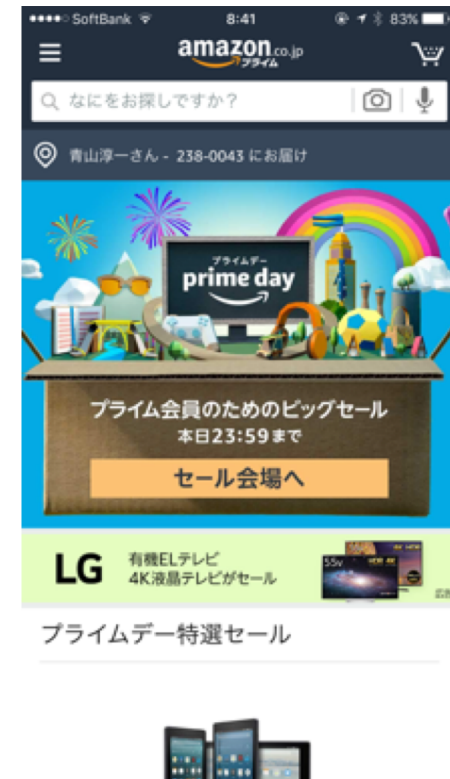 SoftBank 8:41 83%
amazon.co.jp
プライム
なにをお探しですか？
青山淳一さん - 238-0043 にお届け
プライムデー
prime day
プライム会員のためのビッグセール
本日23:59まで
セール会場へ
LG
有機ELテレビ
4K液晶テレビがセール
55v
4K HDR
広告
プライムデー特選セール